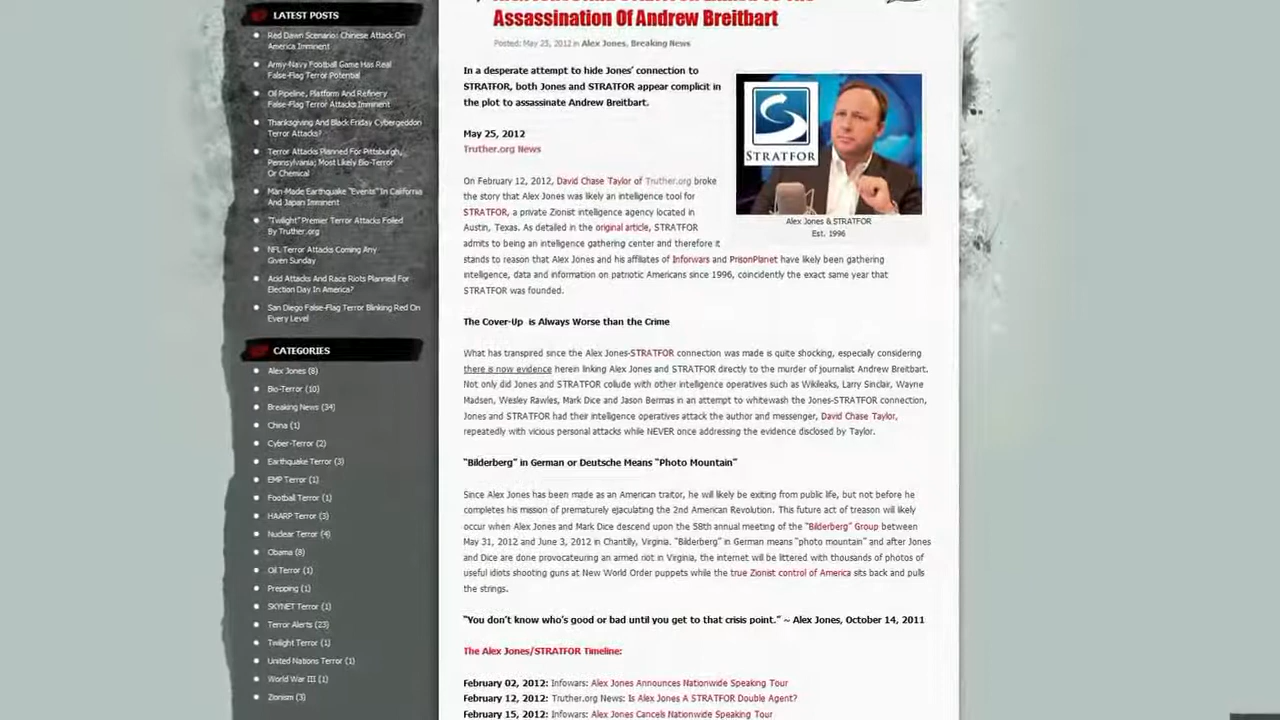 LATEST POSTS
Red Dawn Scenario: Chinese Attack On
America Imminent
Army-Navy Football Game Has Real
False-Flag Terror Potential
Oil Pipeline, Platform And Refinery
False-Flag Terror Attacks Imminent
Thanksgiving And Black Friday Cybergeddon
Terror Attacks?
Terror Attacks Planned For Pittsburgh,
Pennsylvania; Most Likely Bio-Terror
Or Chemical
Man-Made Earthquake "Events" In California
And Japan Imminent
"Twilight" Premier Terror Attacks Foiled
By Truther.org
NFL Terror Attacks Coming Any
Given Sunday
Acid Attacks And Race Riots Planned For
Election Day In America?
San Diego False-Flag Terror Blinking Red On
Every Level
CATEGORIES
Alex Jones (8)
Bio-Terror (10)
Breaking News (34)
China (1)
Cyber-Terror (2)
Earthquake Terror (3)
EMP Terror (1)
Football Terror (1)
HAARP Terror (3)
Nuclear Terror (4)
Obama (8)
Oil Terror (1)
Prepping (1)
SKYNET Terror (1)
Terror Alerts (23)
Twilight Terror (1)
United Nations Terror (1)
World War III (1)
Zionism (3)
Assassination Of Andrew Breitbart
Posted: May 25, 2012 in Alex Jones, Breaking News
In a desperate attempt to hide Jones' connection to
STRATFOR, both Jones and STRATFOR appear complicit in
the plot to assassinate Andrew Breitbart.
May 25, 2012
Truther.org News
STRATFOR
Alex Jones & STRATFOR
Est. 1996
On February 12, 2012, David Chase Taylor of Truther.org broke
the story that Alex Jones was likely an intelligence tool for
STRATFOR, a private Zionist intelligence agency located in
Austin, Texas. As detailed in the original article, STRATFOR
admits to being an intelligence gathering center and therefore it
stands to reason that Alex Jones and his affiliates of Inforwars and PrisonPlanet have likely been gathering
intelligence, data and information on patriotic Americans since 1996, coincidently the exact same year that
STRATFOR was founded.
The Cover-Up is Always Worse than the Crime
What has transpred since the Alex Jones-STRATFOR connection was made is quite shocking, especially considering
there is now evidence herein linking Alex Jones and STRATFOR directly to the murder of journalist Andrew Breitbart.
Not only did Jones and STRATFOR collude with other intelligence operatives such as Wikileaks, Larry Sinclair, Wayne
Madsen, Wesley Rawles, Mark Dice and Jason Bermas in an attempt to whitewash the Jones-STRATFOR connection,
Jones and STRATFOR had their intelligence operatives attack the author and messenger, David Chase Taylor,
repeatedly with vicious personal attacks while NEVER once addressing the evidence disclosed by Taylor.
"Bilderberg" in German or Deutsche Means "Photo Mountain"
Since Alex Jones has been made as an American traitor, he will likely be exiting from public life, but not before he
completes his mission of prematurely ejaculating the 2nd American Revolution. This future act of treason will likely
occur when Alex Jones and Mark Dice descend upon the 58th annual meeting of the "Bilderberg" Group between
May 31, 2012 and June 3, 2012 in Chantilly, Virginia. "Bilderberg" in German means "photo mountain" and after Jones
and Dice are done provocateuring an armed riot in Virginia, the internet will be littered with thousands of photos of
useful idiots shooting guns at New World Order puppets while the true Zionist control of America sits back and pulls
the strings.
"You don't know who's good or bad until you get to that crisis point." ~ Alex Jones, October 14, 2011
The Alex Jones/STRATFOR Timeline:
February 02, 2012: Infowars: Alex Jones Announces Nationwide Speaking Tour
February 12, 2012: Truther.org News: Is Alex Jones A STRATFOR Double Agent?
February 15, 2012: Infowars: Alex Jones Cancels Nationwide Speaking Tour